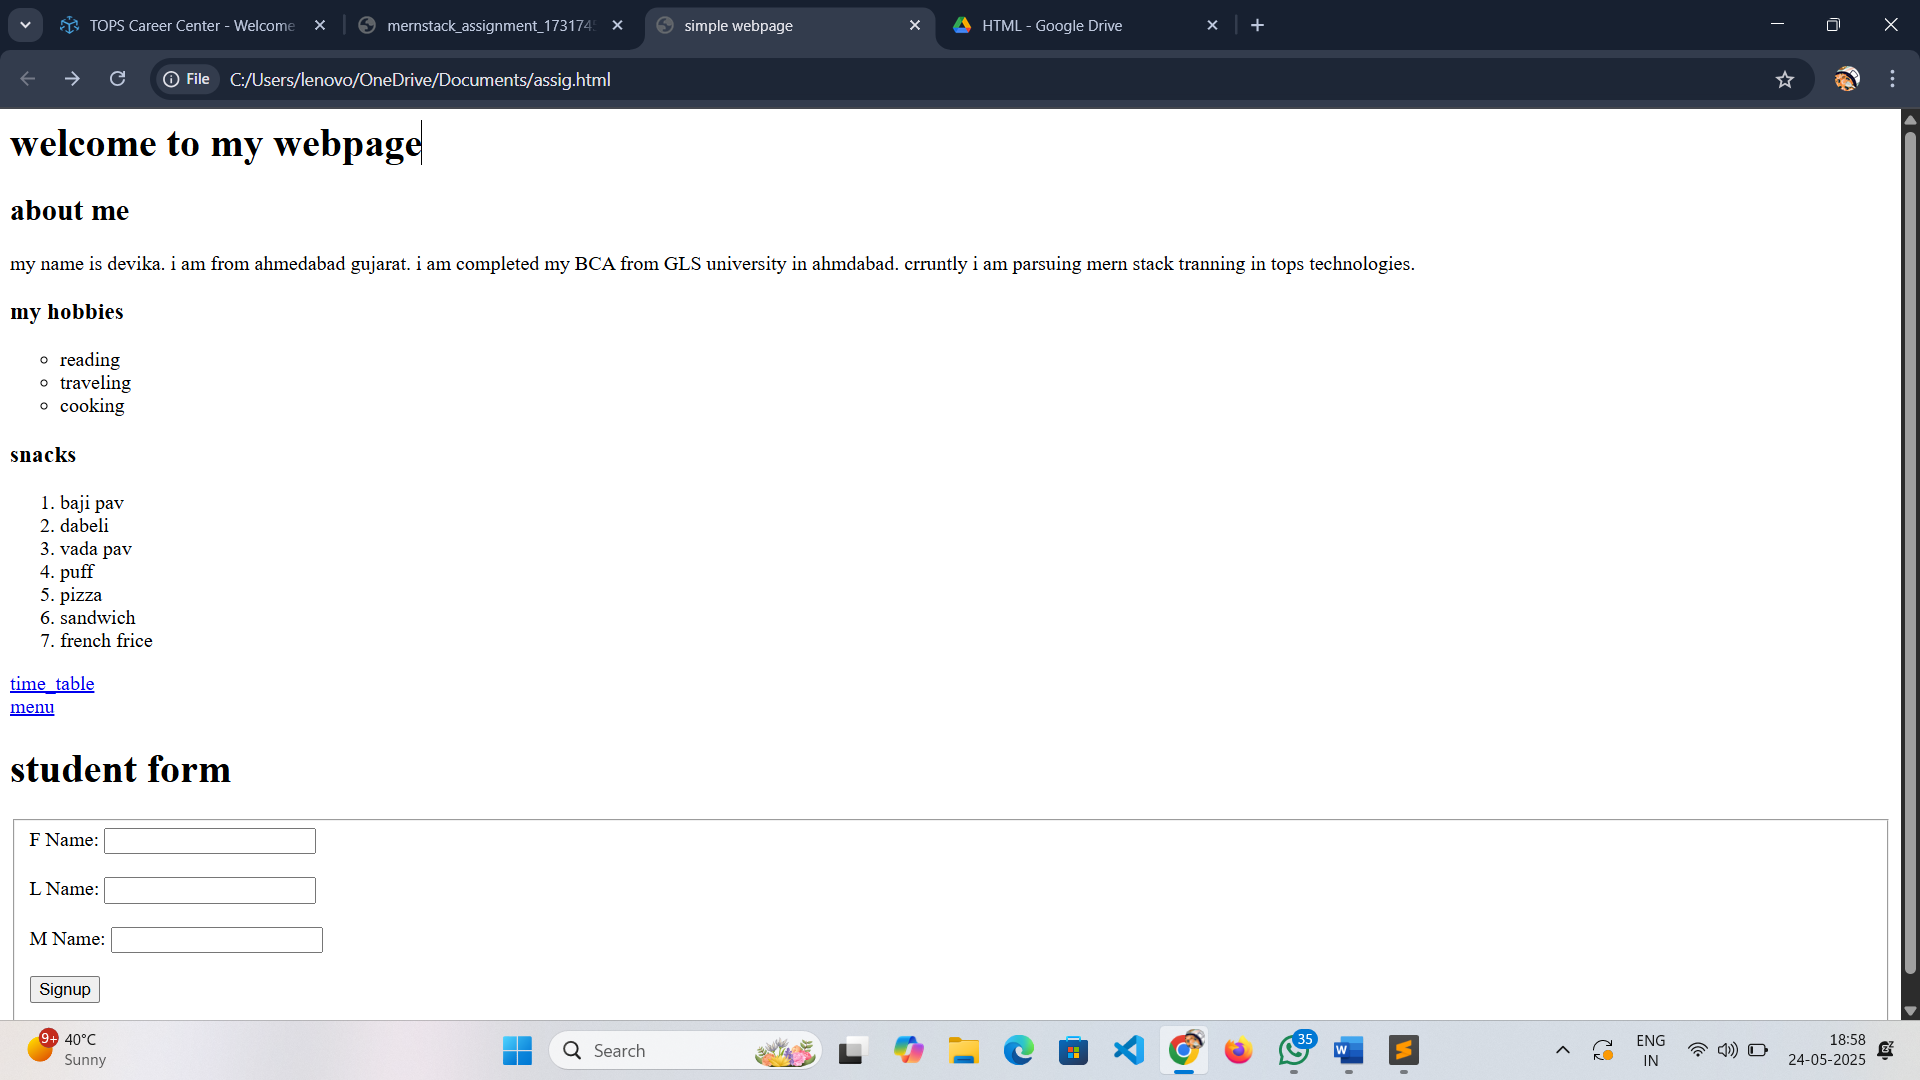 TOPS Career Center - Welcome
mernstack_assignment_173174
simple webpage
HTML - Google Drive
File
C:/Users/lenovo/OneDrive/Documents/assig.html
welcome to my webpage
about me
my name is devika. i am from ahmedabad gujarat. i am completed my BCA from GLS university in ahmdabad. crruntly i am parsuing mern stack tranning in tops technologies.
my hobbies
reading
traveling
cooking
snacks
1. baji pav
2. dabeli
3. vada pav
4. puff
5. pizza
6. sandwich
7. french frice
time_table
menu
student form
F Name:
L Name:
M Name:
Signup
9+
40°C
Sunny
Search
35
ENG
IN
18:58
24-05-2025